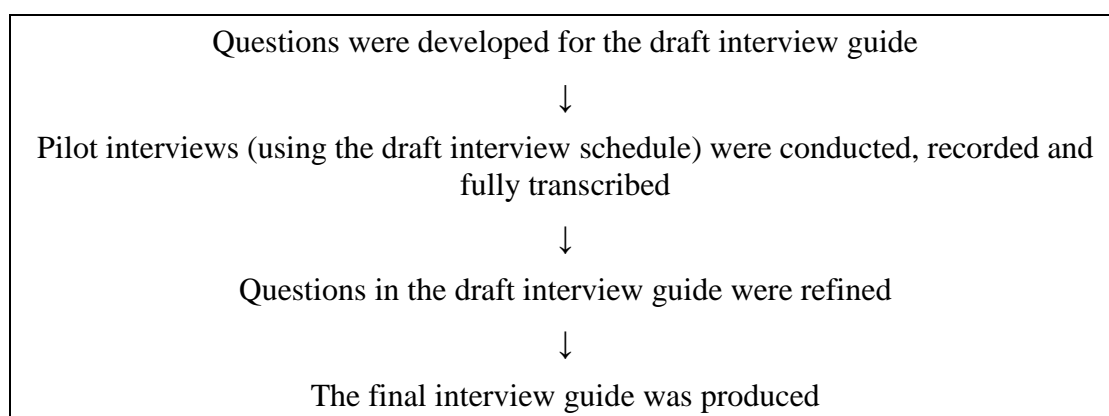 Questions were developed for the draft interview guide
↓
Pilot interviews (using the draft interview schedule) were conducted, recorded and
fully transcribed
↓
Questions in the draft interview guide were refined
↓
The final interview guide was produced